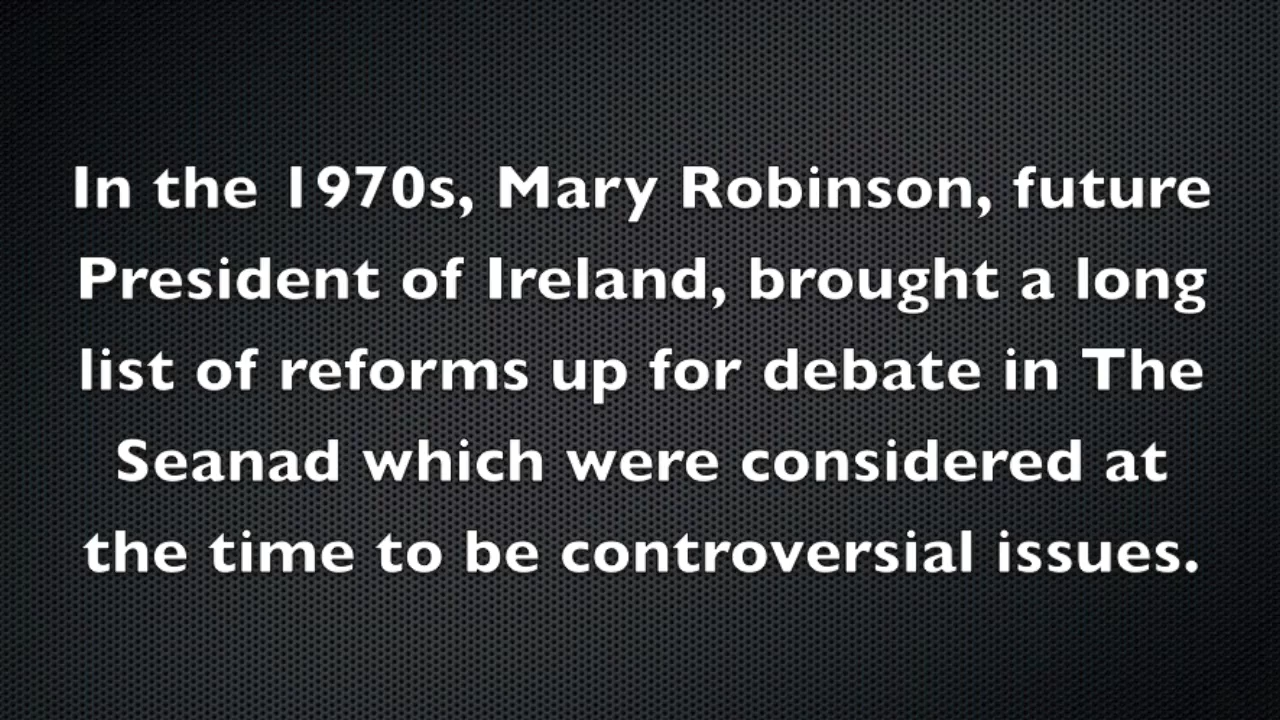 In the 1970s, Mary Robinson, future
President of Ireland, brought a long
list of reforms up for debate in The
Seanad which were considered at
the time to be controversial issues.